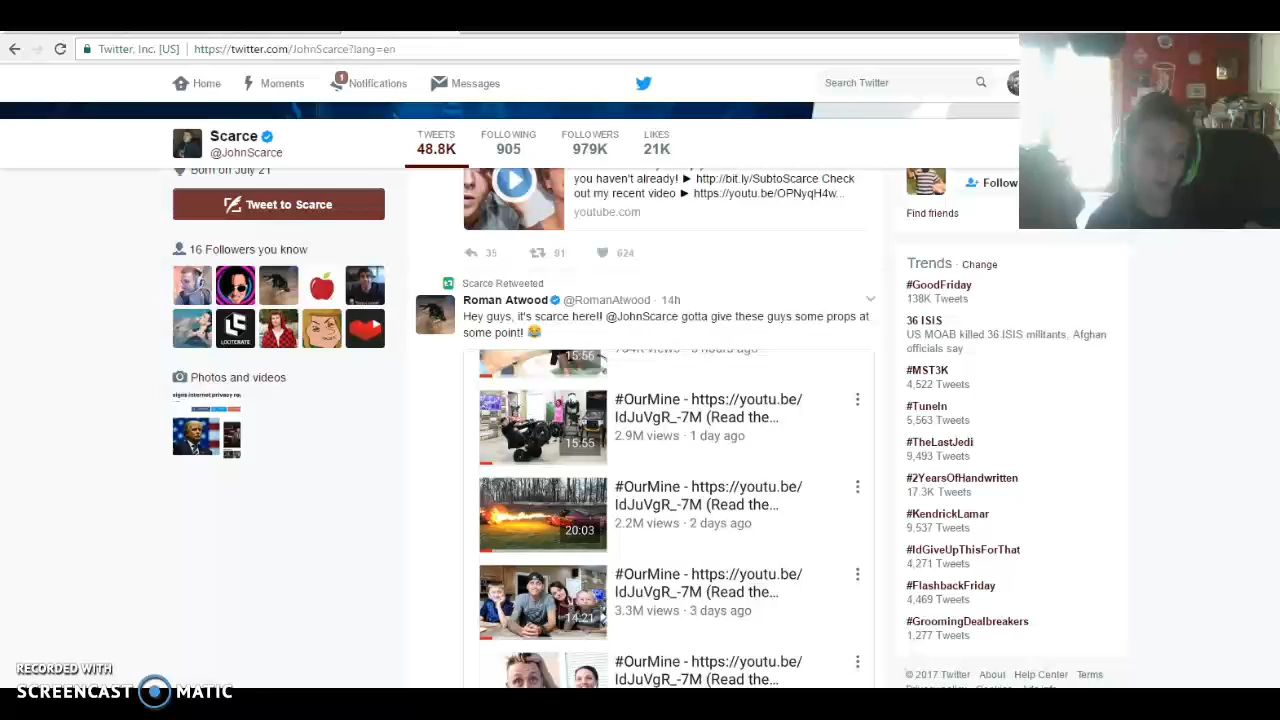 Twitter, Inc. [US] https://twitter.com/JohnScarce?lang=en
Home
Moments
1
Notifications
Messages
Search Twitter
Scarce
@JohnScarce
TWEETS
48.8K
FOLLOWING
905
FOLLOWERS
979K
LIKES
21K
Born on July 21
Tweet to Scarce
16 Followers you know
LOCITERATE
Photos and videos
you haven't already! ► http://bit.ly/SubtoScarce Check
out my recent video ► https://youtu.be/OPNyqH4w...
youtube.com
35
91
624
Scarce Retweeted
Roman Atwood @RomanAtwood · 14h
Hey guys, it's scarce here!! @JohnScarce gotta give these guys some props at
some point! 😂
15:56
#OurMine - https://youtu.be/
IdJuVgR_-7M (Read the...
2.9M views · 1 day ago
15:55
#OurMine - https://youtu.be/
IdJuVgR_-7M (Read the...
2.2M views · 2 days ago
20:03
#OurMine - https://youtu.be/
IdJuVgR_-7M (Read the...
3.3M views · 3 days ago
14:21
#OurMine - https://youtu.be/
IdJuVgR_-7M (Read the...
Follow
Find friends
Trends · Change
#GoodFriday
138K Tweets
36 ISIS
US MOAB killed 36 ISIS militants, Afghan
officials say
#MST3K
4,522 Tweets
#TuneIn
5,563 Tweets
#TheLastJedi
9,493 Tweets
#2YearsOfHandwritten
17.3K Tweets
#KendrickLamar
9,537 Tweets
#IdGiveUpThisForThat
4,271 Tweets
#FlashbackFriday
4,469 Tweets
#GroomingDealbreakers
1,277 Tweets
© 2017 Twitter About Help Center Terms
RECORDED WITH
SCREENCAST MATIC